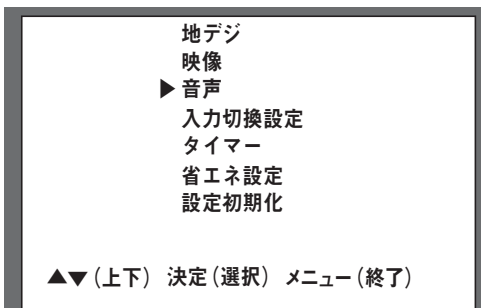 地デジ
映像
▶音声
入力切換設定
タイマー
省エネ設定
設定初期化
▲▼(上下) 決定(選択) メニュー(終了)